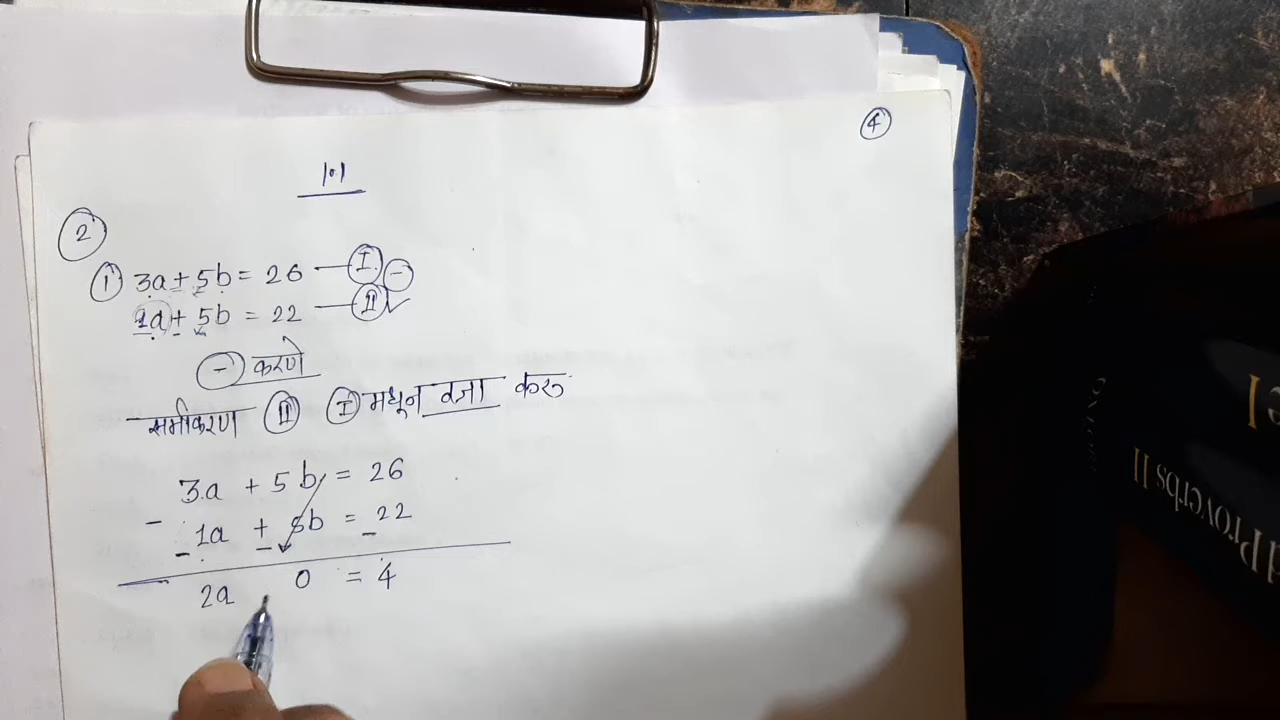 4
1.1
2
1 3a + 5b = 26 — I -
1a + 5b = 22 — II ✓
- करणे
समीकरण II I मधून वजा करु
3a + 5b = 26
- 1a + 5b = 22
- - -
2a 0 = 4
Proverbs II